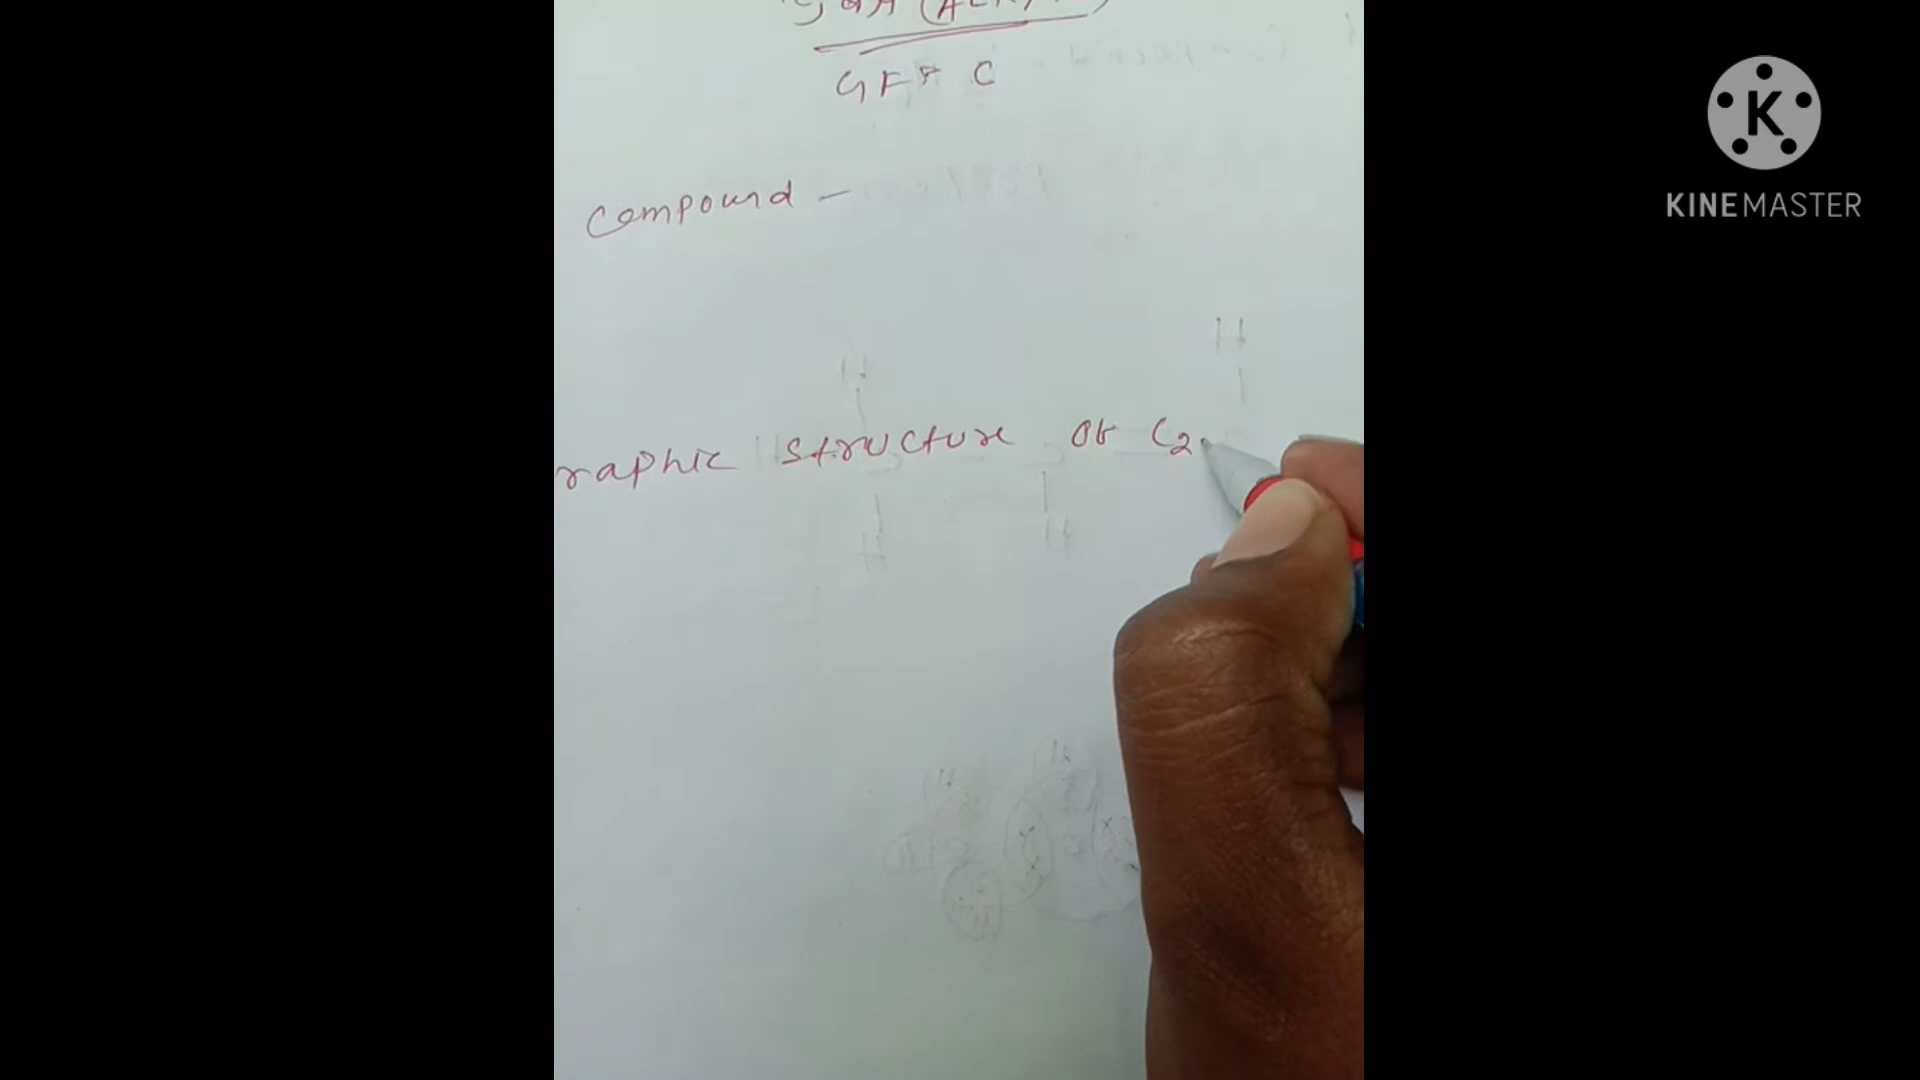 GF⇒ C
Compound –
raphic structure of C2
K
KINEMASTER